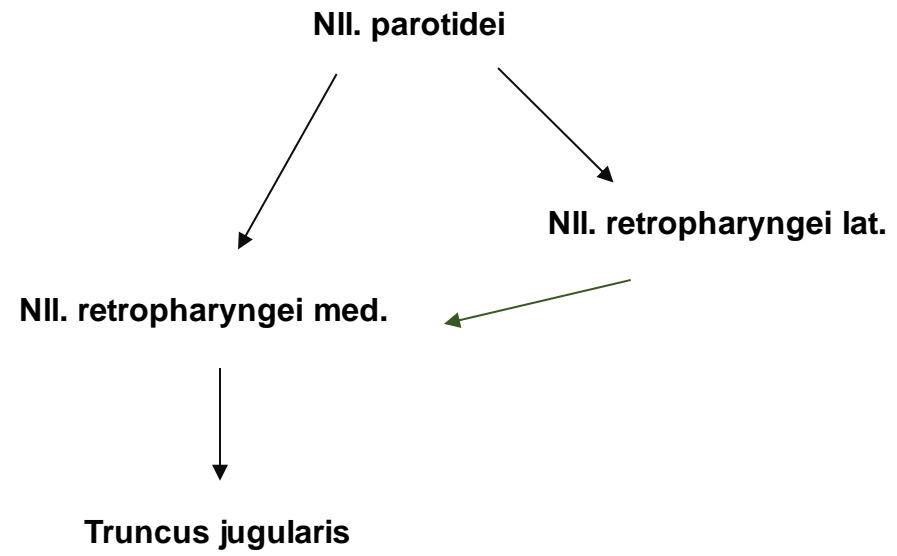 Nll. parotidei
Nll. retropharyngei lat.
Nll. retropharyngei med.
Truncus jugularis